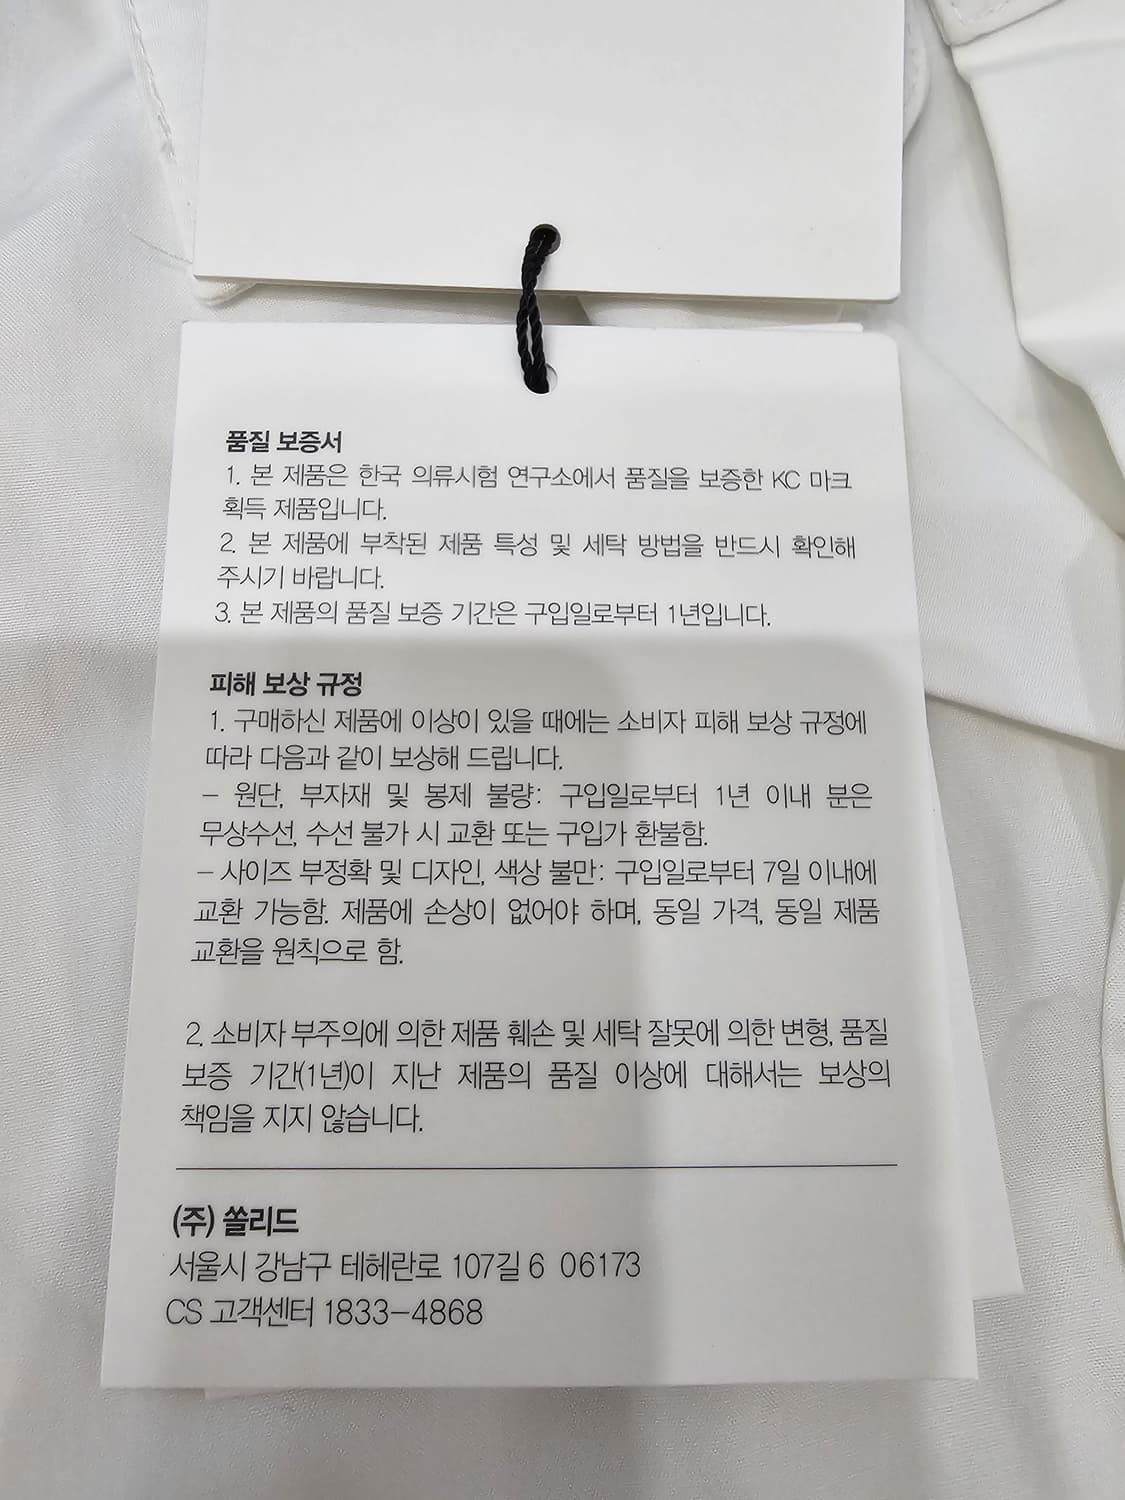 품질 보증서
1. 본 제품은 한국 의류시험 연구소에서 품질을 보증한 KC 마크
획득 제품입니다.
2. 본 제품에 부착된 제품 특성 및 세탁 방법을 반드시 확인해
주시기 바랍니다.
3. 본 제품의 품질 보증 기간은 구입일로부터 1년입니다.
피해 보상 규정
1. 구매하신 제품에 이상이 있을 때에는 소비자 피해 보상 규정에
따라 다음과 같이 보상해 드립니다.
- 원단, 부자재 및 봉제 불량: 구입일로부터 1년 이내 분은
무상수선, 수선 불가 시 교환 또는 구입가 환불함.
- 사이즈 부정확 및 디자인, 색상 불만: 구입일로부터 7일 이내에
교환 가능함. 제품에 손상이 없어야 하며, 동일 가격, 동일 제품
교환을 원칙으로 함.
2. 소비자 부주의에 의한 제품 훼손 및 세탁 잘못에 의한 변형, 품질
보증 기간(1년)이 지난 제품의 품질 이상에 대해서는 보상의
책임을 지지 않습니다.
(주) 쏠리드
서울시 강남구 테헤란로 107길 6 06173
CS 고객센터 1833-4868